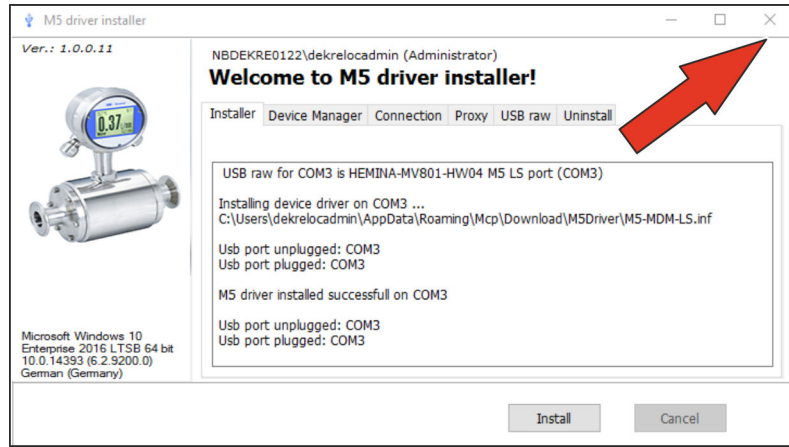 M5 driver installer
Ver.: 1.0.0.11
NBDEKRE0122\dekrelocadmin (Administrator)
Welcome to M5 driver installer!
Installer Device Manager Connection Proxy USB raw Uninstall
USB raw for COM3 is HEMINA-MV801-HW04 M5 LS port (COM3)
Installing device driver on COM3 ...
C:\Users\dekrelocadmin\AppData\Roaming\Mcp\Download\M5Driver\M5-MDM-LS.inf
Usb port unplugged: COM3
Usb port plugged: COM3
M5 driver installed successfull on COM3
Usb port unplugged: COM3
Usb port plugged: COM3
0.37
Microsoft Windows 10
Enterprise 2016 LTSB 64 bit
10.0.14393 (6.2.9200.0)
German (Germany)
Install Cancel